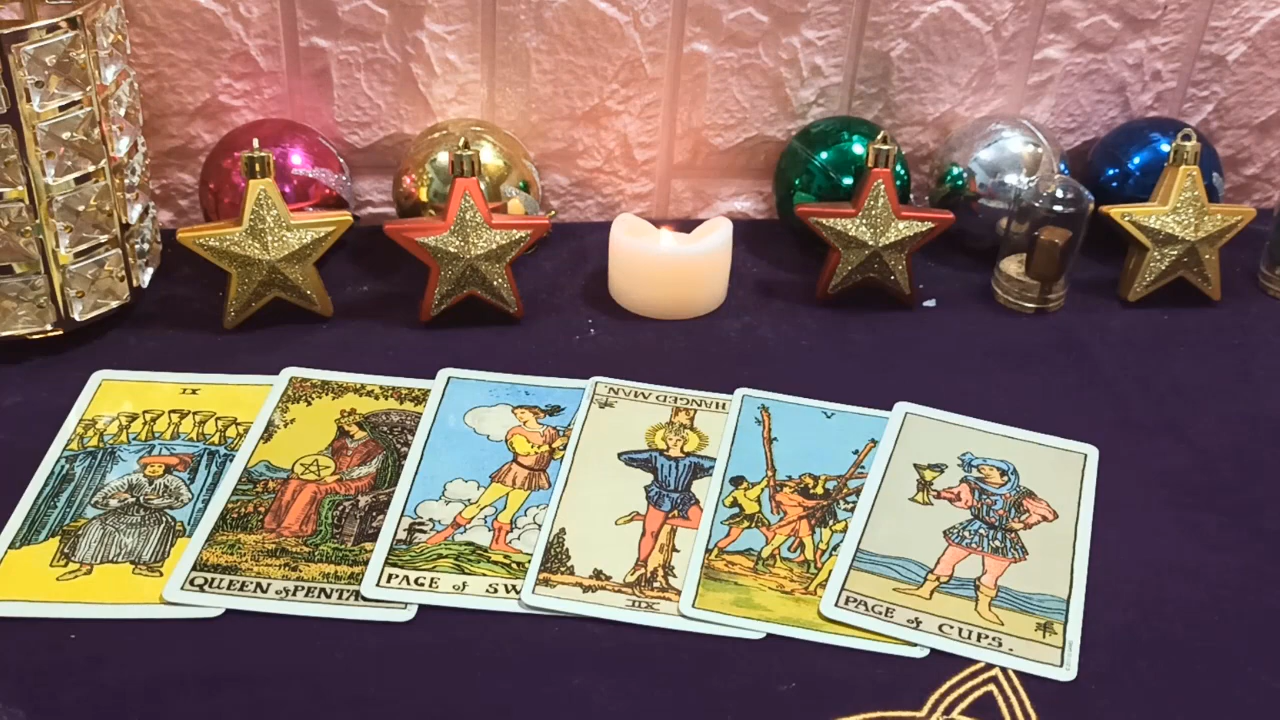 IX
QUEEN of PENTA
PAGE of SW
HANGED MAN.
XII
V
PAGE of CUPS.